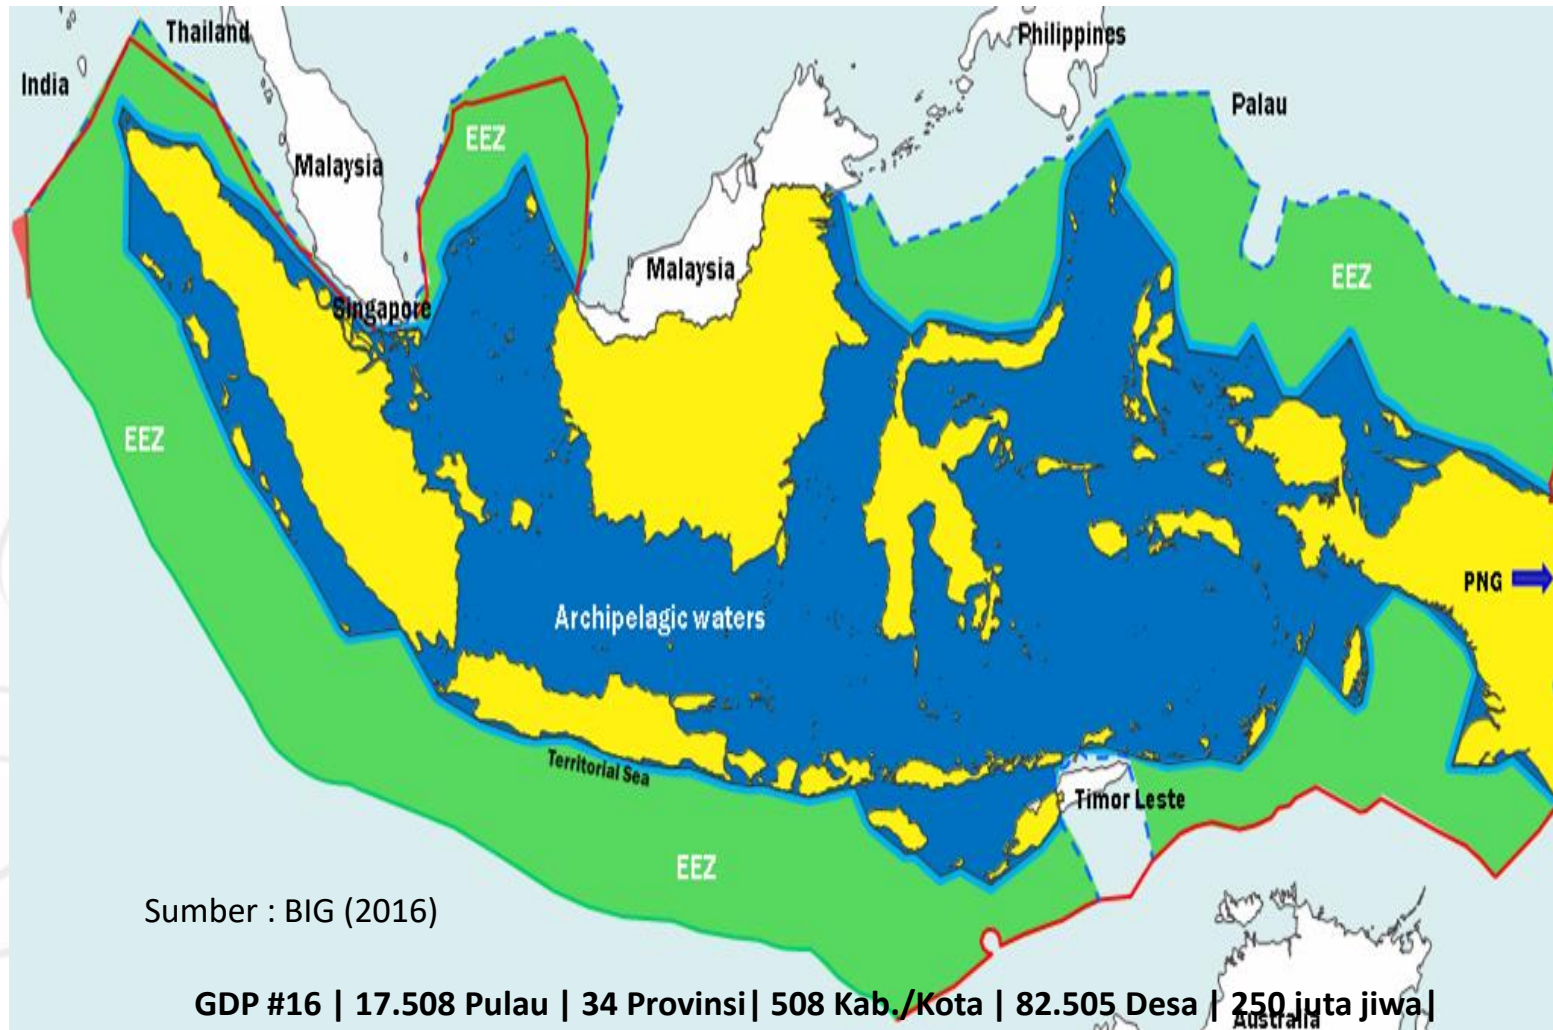 Thailand
Philippines
India
Palau
EEZ
Malaysia
Malaysia
EEZ
Singapore
EEZ
PNG
Archipelagic waters
Territorial Sea
Timor Leste
EEZ
Sumber : BIG (2016)
GDP #16 | 17.508 Pulau | 34 Provinsi| 508 Kab./Kota | 82.505 Desa | 250 juta jiwa|
Australia